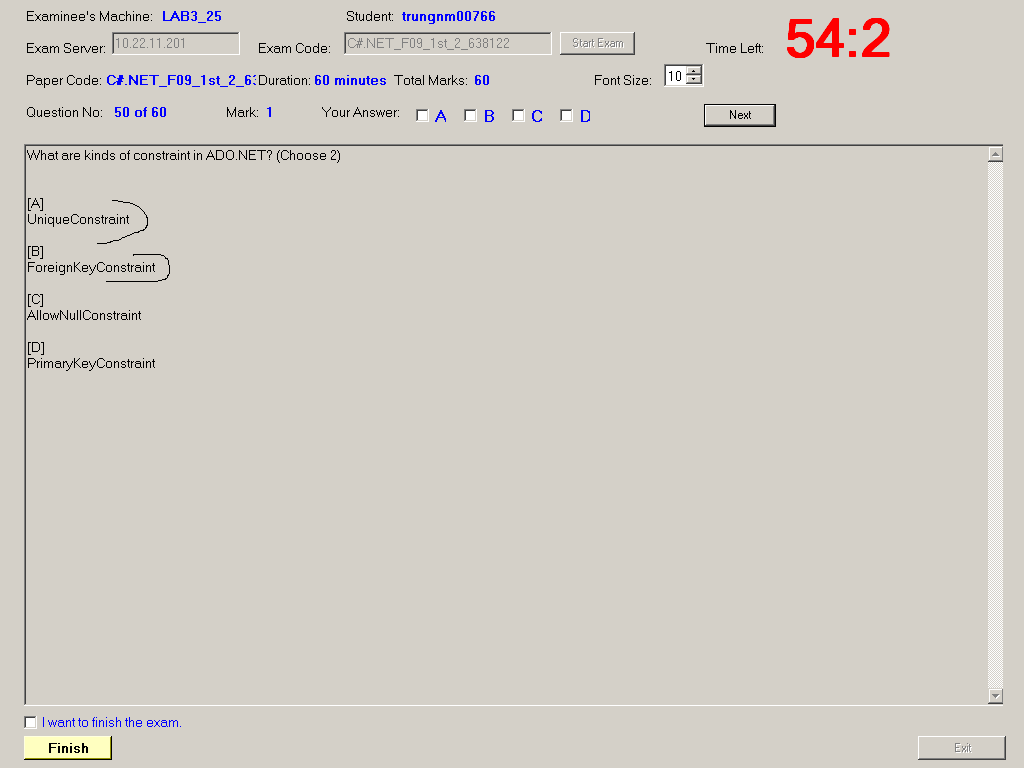 Examinee's Machine: LAB3_25 Student: trungnm00766
Exam Server: 10.22.11.201 Exam Code: C#.NET_F09_1st_2_638122 Start Exam Time Left: 54:2
Paper Code: C#.NET_F09_1st_2_63 Duration: 60 minutes Total Marks: 60 Font Size: 10
Question No: 50 of 60 Mark: 1 Your Answer: A B C D Next
What are kinds of constraint in ADO.NET? (Choose 2)
[A]
UniqueConstraint
[B]
ForeignKeyConstraint
[C]
AllowNullConstraint
[D]
PrimaryKeyConstraint
I want to finish the exam.
Finish Exit